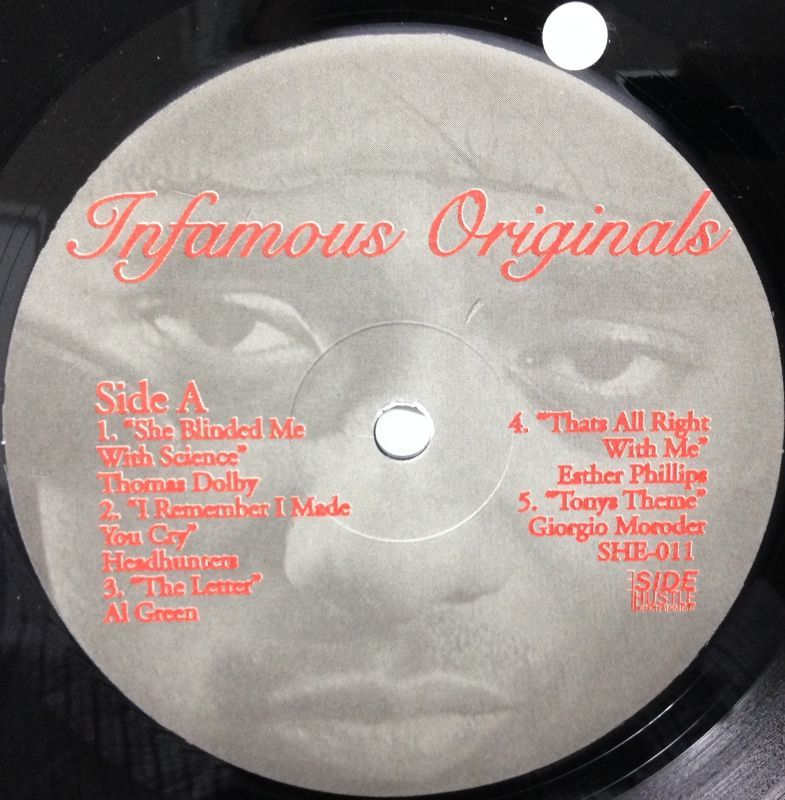 Infamous Originals
Side A
1. "She Blinded Me
With Science"
Thomas Dolby
2. "I Remember I Made
You Cry"
Headhunters
3. "The Letter"
Al Green
4. "Thats All Right
With Me"
Esther Phillips
5. "Tonys Theme"
Giorgio Moroder
SHE-011
SIDE
HUSTLE